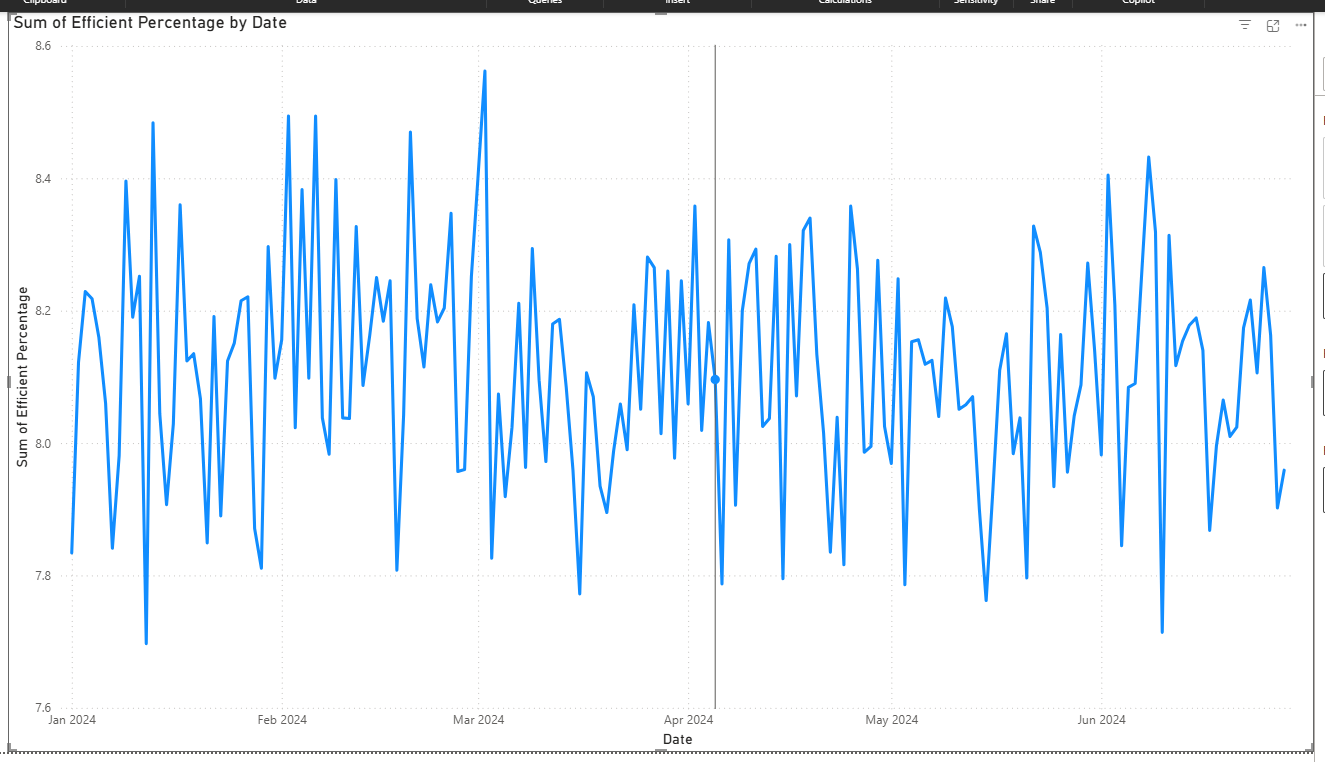 Clipboard
Data
Queries
Insert
Calculations
Sensitivity
Share
Copilot
Sum of Efficient Percentage by Date
8.6
8.4
8.2
8.0
7.8
7.6
Sum of Efficient Percentage
Jan 2024
Feb 2024
Mar 2024
Apr 2024
May 2024
Jun 2024
Date